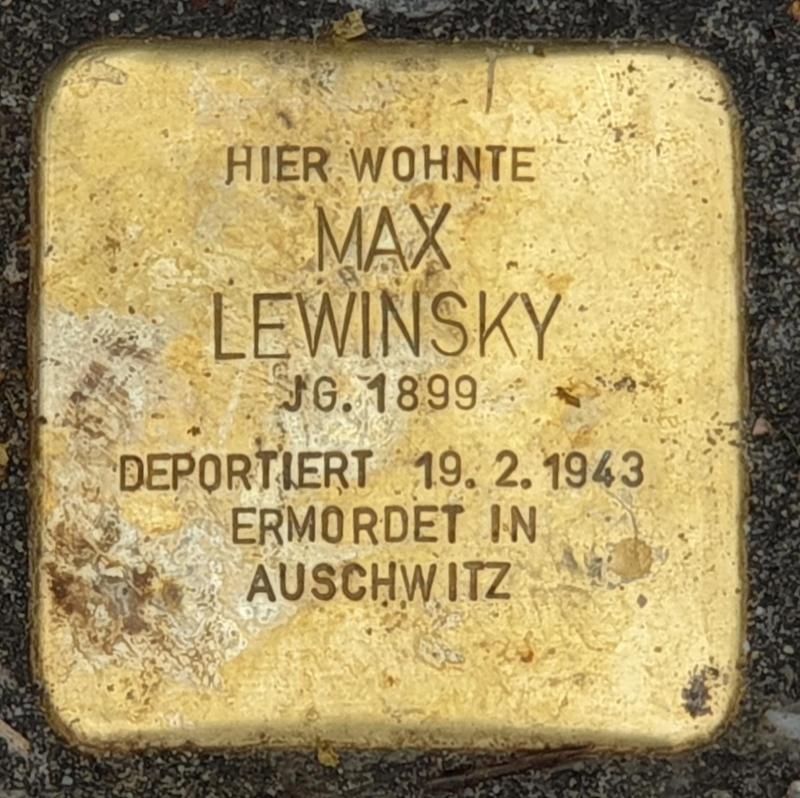 HIER WOHNTE
MAX
LEWINSKY
JG. 1899
DEPORTIERT 19. 2. 1943
ERMORDET IN
AUSCHWITZ